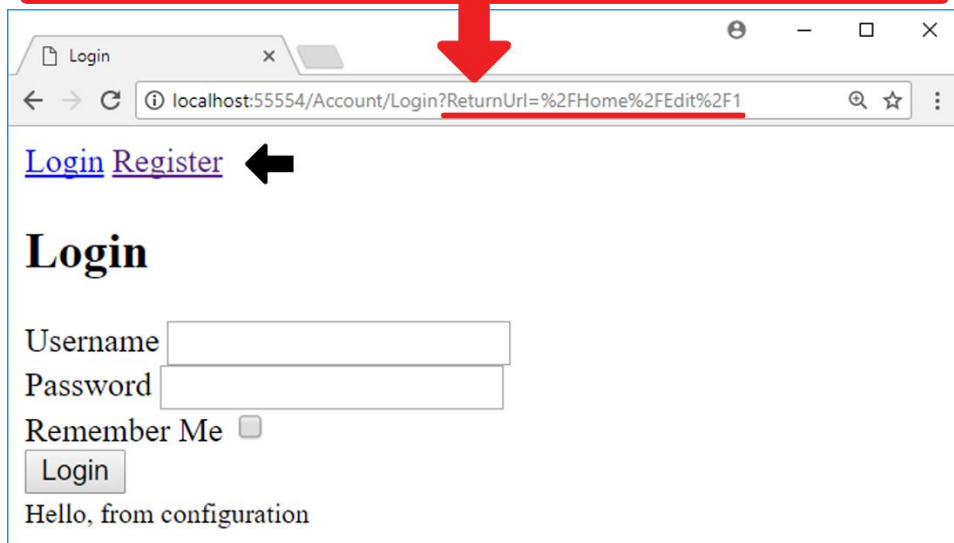 Login
localhost:55554/Account/Login?ReturnUrl=%2FHome%2FEdit%2F1
Login Register
Login
Username
Password
Remember Me
Login
Hello, from configuration